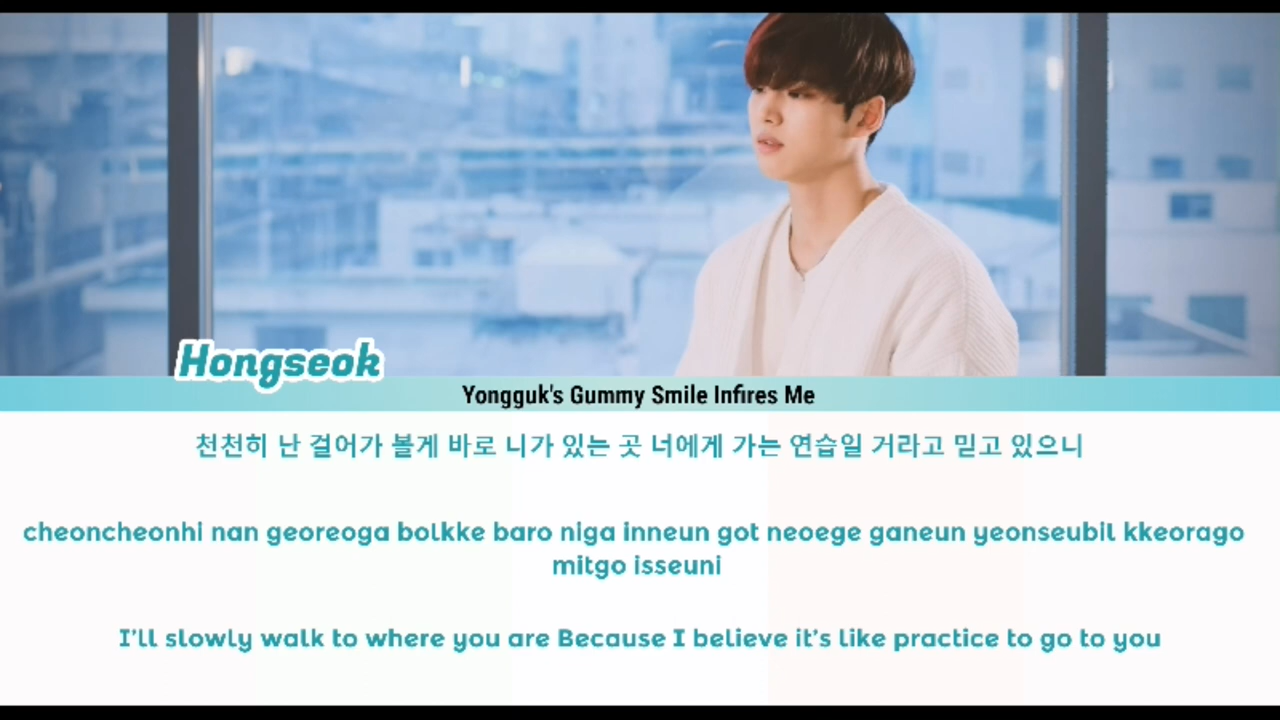 Hongseok
Yongguk's Gummy Smile Infires Me
천천히 난 걸어가 볼게 바로 니가 있는 곳 너에게 가는 연습일 거라고 믿고 있으니
cheoncheonhi nan georeoga bolkke baro niga inneun got neoege ganeun yeonseubil kkeorago
mitgo isseuni
I'll slowly walk to where you are Because I believe it's like practice to go to you